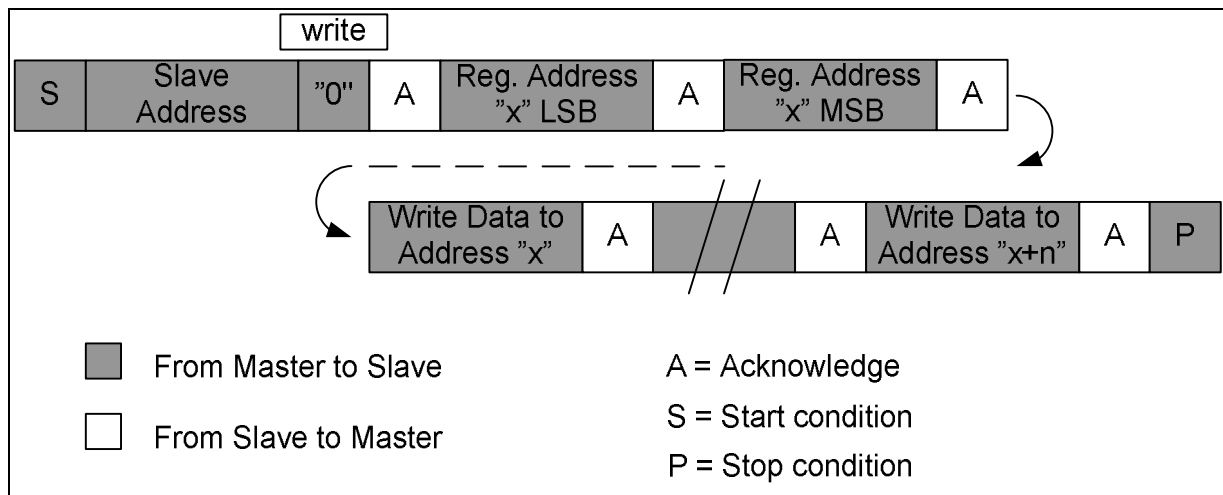 write
S
Slave
Address
"0"
A
Reg. Address
"x" LSB
A
Reg. Address
"x" MSB
A
Write Data to
Address "x"
A
A
Write Data to
Address "x+n"
A
P
From Master to Slave
From Slave to Master
A = Acknowledge
S = Start condition
P = Stop condition